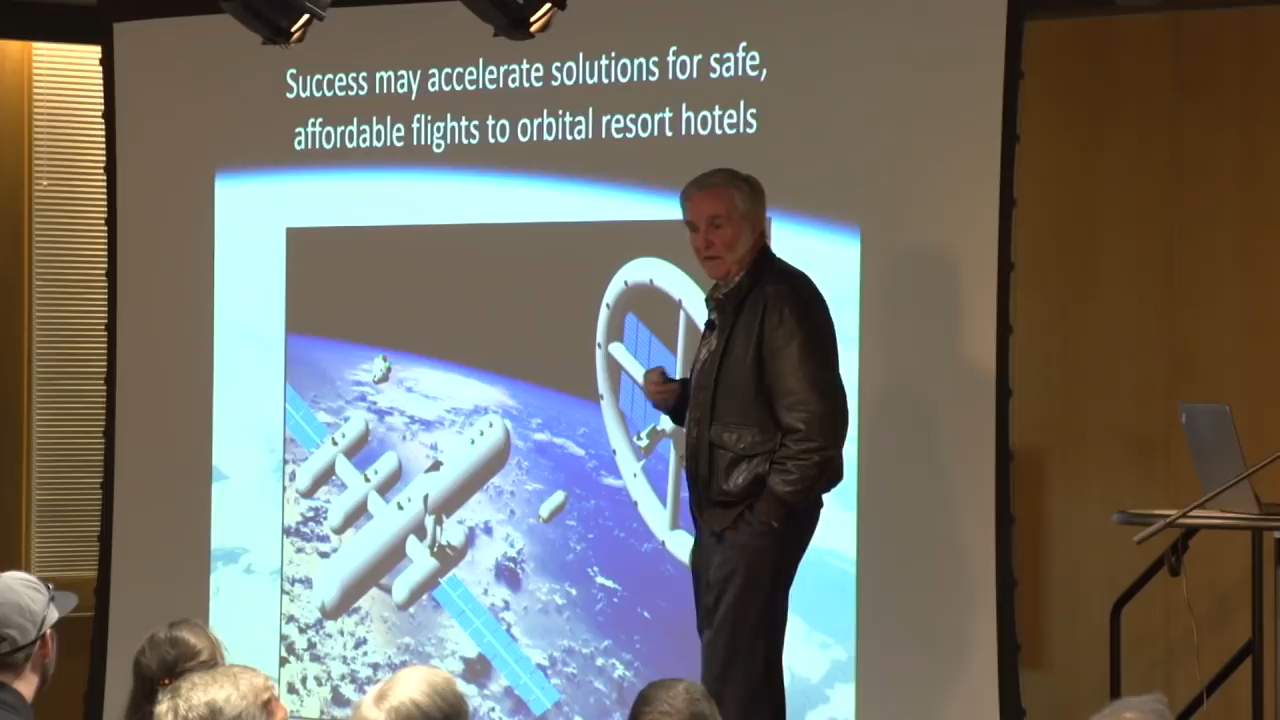 Success may accelerate solutions for safe,
affordable flights to orbital resort hotels